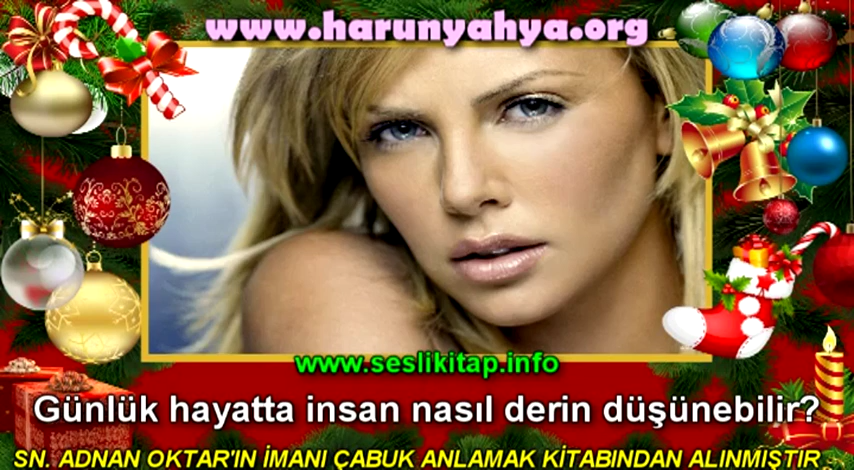 www.harunyahya.org
www.seslikitap.info
Günlük hayatta insan nasıl derin düşünebilir?
SN. ADNAN OKTAR'IN İMANI ÇABUK ANLAMAK KİTABINDAN ALINMIŞTIR